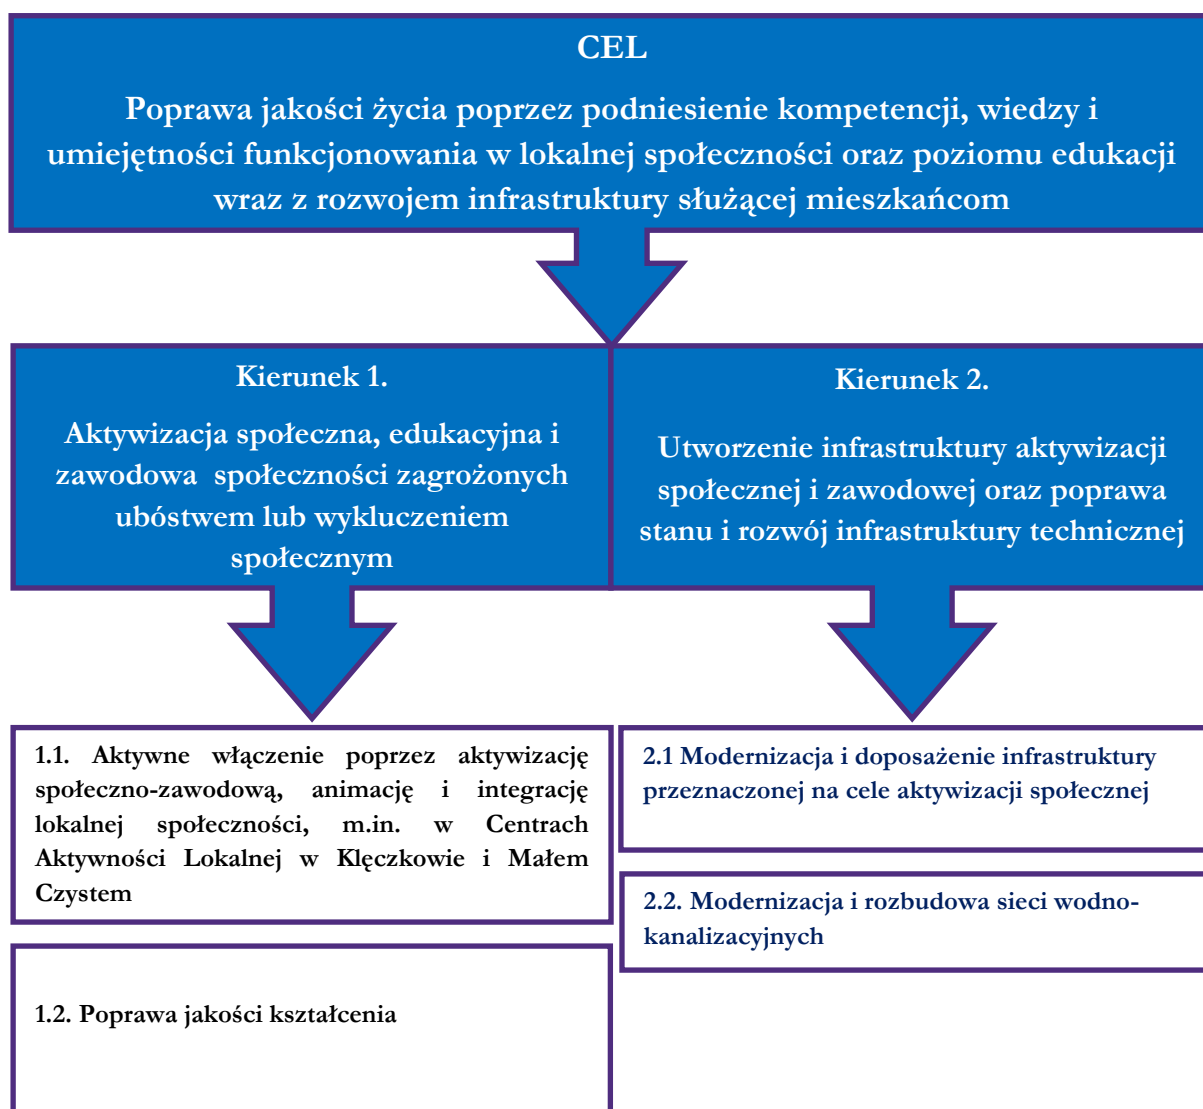 CEL
Poprawa jakości życia poprzez podniesienie kompetencji, wiedzy i
umiejętności funkcjonowania w lokalnej społeczności oraz poziomu edukacji
wraz z rozwojem infrastruktury służącej mieszkańcom
Kierunek 1.
Aktywizacja społeczna, edukacyjna i
zawodowa społeczności zagrożonych
ubóstwem lub wykluczeniem
społecznym
Kierunek 2.
Utworzenie infrastruktury aktywizacji
społecznej i zawodowej oraz poprawa
stanu i rozwój infrastruktury technicznej
1.1. Aktywne włączenie poprzez aktywizację
społeczno-zawodową, animację i integrację
lokalnej społeczności, m.in. w Centrach
Aktywności Lokalnej w Klęczkowie i Małem
Czystem
1.2. Poprawa jakości kształcenia
2.1 Modernizacja i doposażenie infrastruktury
przeznaczonej na cele aktywizacji społecznej
2.2. Modernizacja i rozbudowa sieci wodno-
kanalizacyjnych